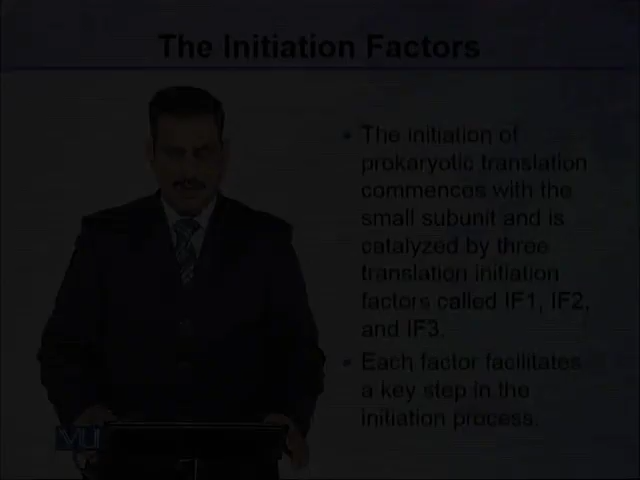 The Initiation Factors
• The initiation of
prokaryotic translation
commences with the
small subunit and is
catalyzed by three
translation initiation
factors called IF1, IF2,
and IF3.
• Each factor facilitates
a key step in the
initiation process.
VU